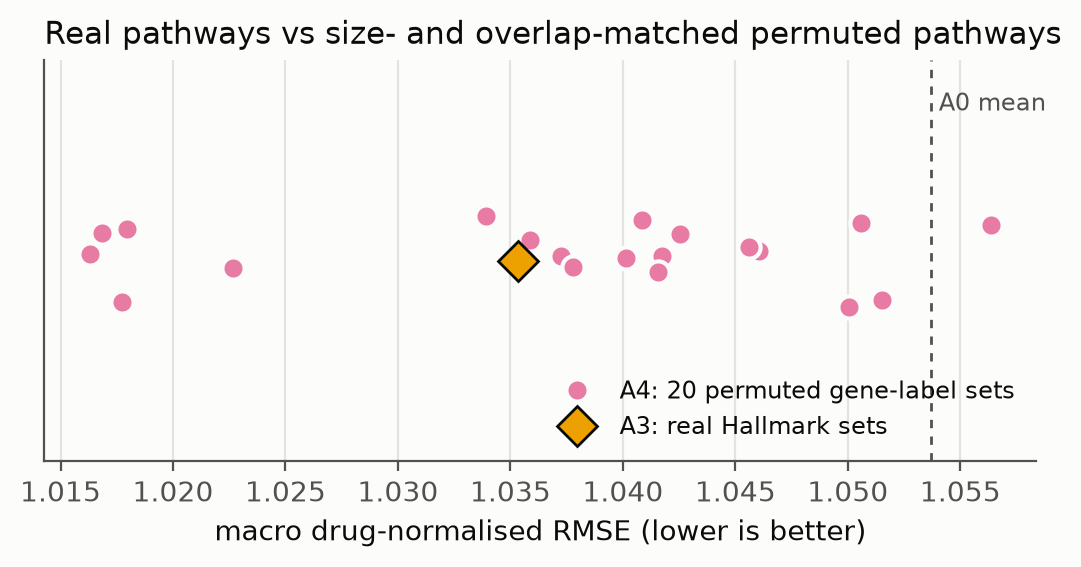 Real pathways vs size- and overlap-matched permuted pathways
A0 mean
A4: 20 permuted gene-label sets
A3: real Hallmark sets
1.015 1.020 1.025 1.030 1.035 1.040 1.045 1.050 1.055
macro drug-normalised RMSE (lower is better)